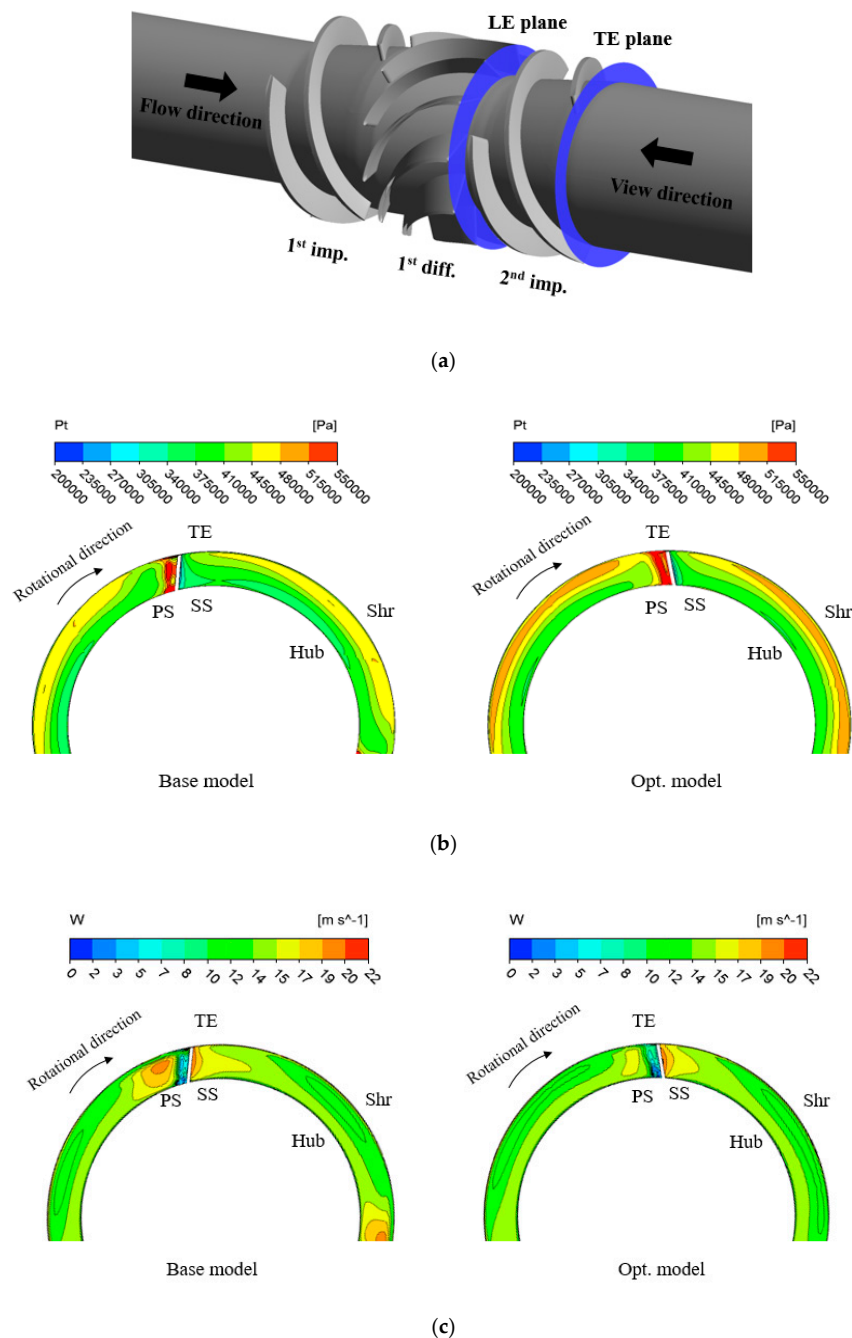 LE plane
TE plane
Flow direction
View direction
1st imp.
1st diff.
2nd imp.
(a)
Pt [Pa]
200000 235000 270000 305000 340000 375000 410000 445000 480000 515000 550000
Rotational direction
TE
PS SS
Shr
Hub
Base model
Pt [Pa]
200000 235000 270000 305000 340000 375000 410000 445000 480000 515000 550000
Rotational direction
TE
PS SS
Shr
Hub
Opt. model
(b)
W [m s^-1]
0 2 3 5 7 8 10 12 14 15 17 19 20 22
Rotational direction
TE
PS SS
Shr
Hub
Base model
W [m s^-1]
0 2 3 5 7 8 10 12 14 15 17 19 20 22
Rotational direction
TE
PS SS
Shr
Hub
Opt. model
(c)